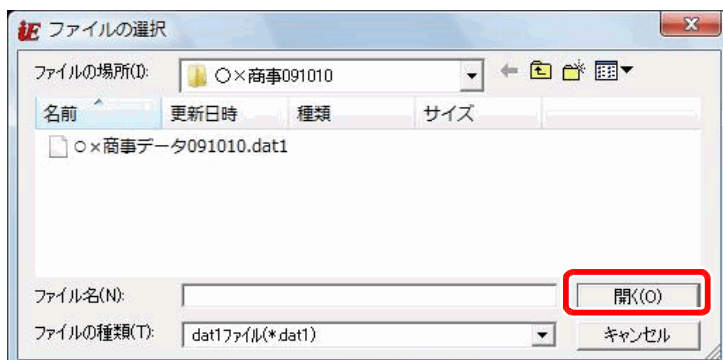 iE ファイルの選択
ファイルの場所(I): ○×商事091010
名前 更新日時 種類 サイズ
○×商事データ091010.dat1
ファイル名(N): 開く(O)
ファイルの種類(T): dat1ファイル(*.dat1) キャンセル